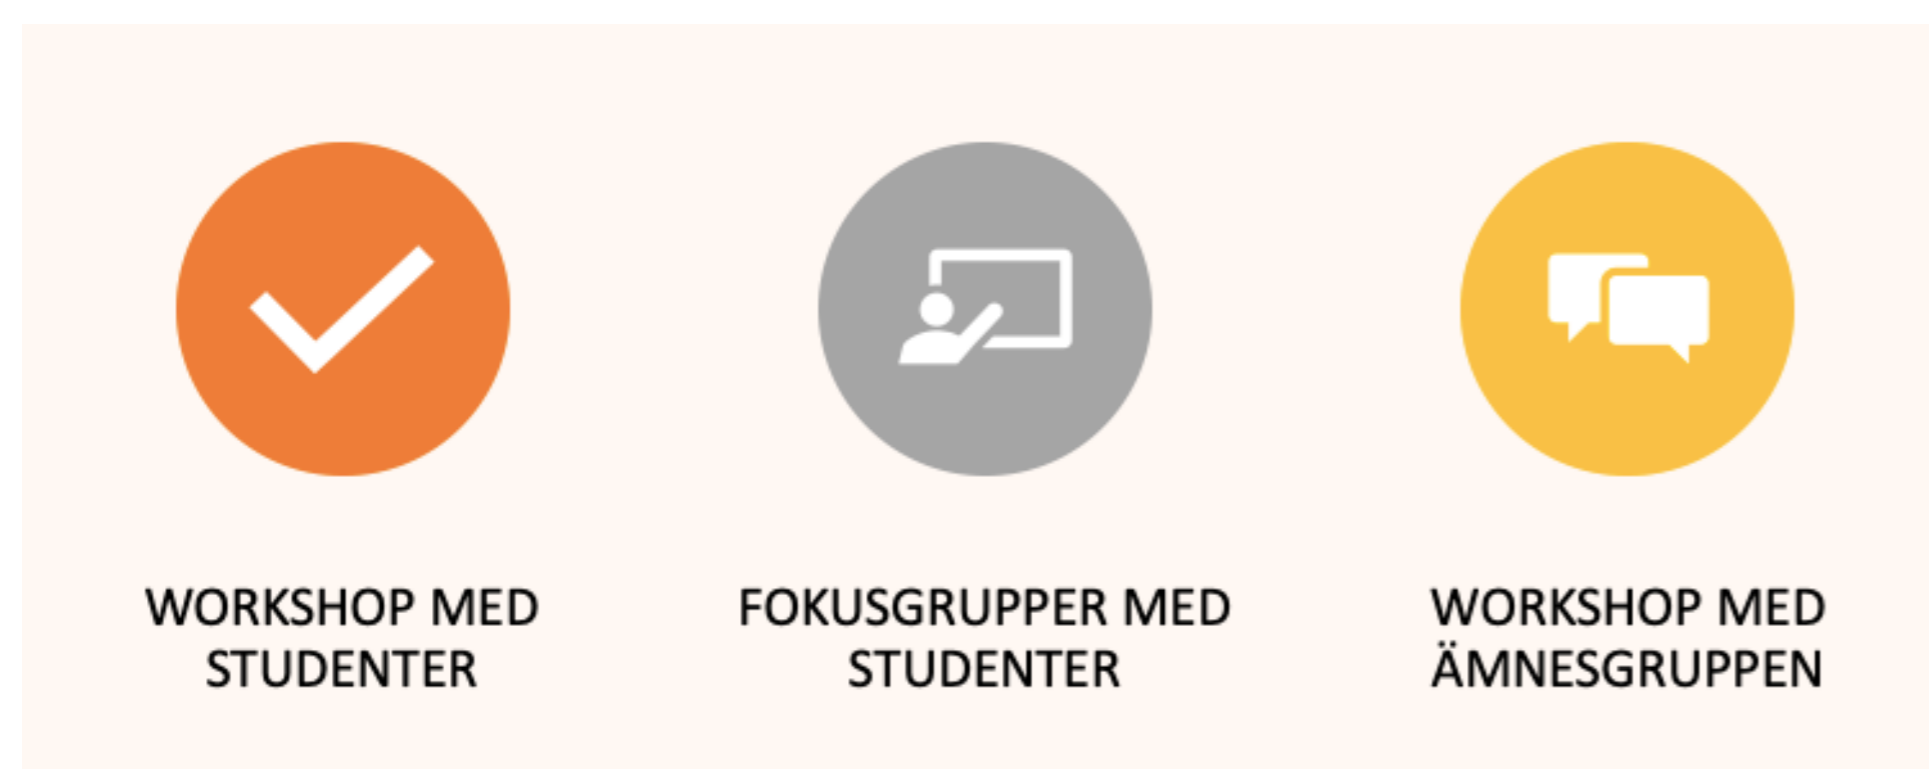 WORKSHOP MED
STUDENTER
FOKUSGRUPPER MED
STUDENTER
WORKSHOP MED
ÄMNESGRUPPEN